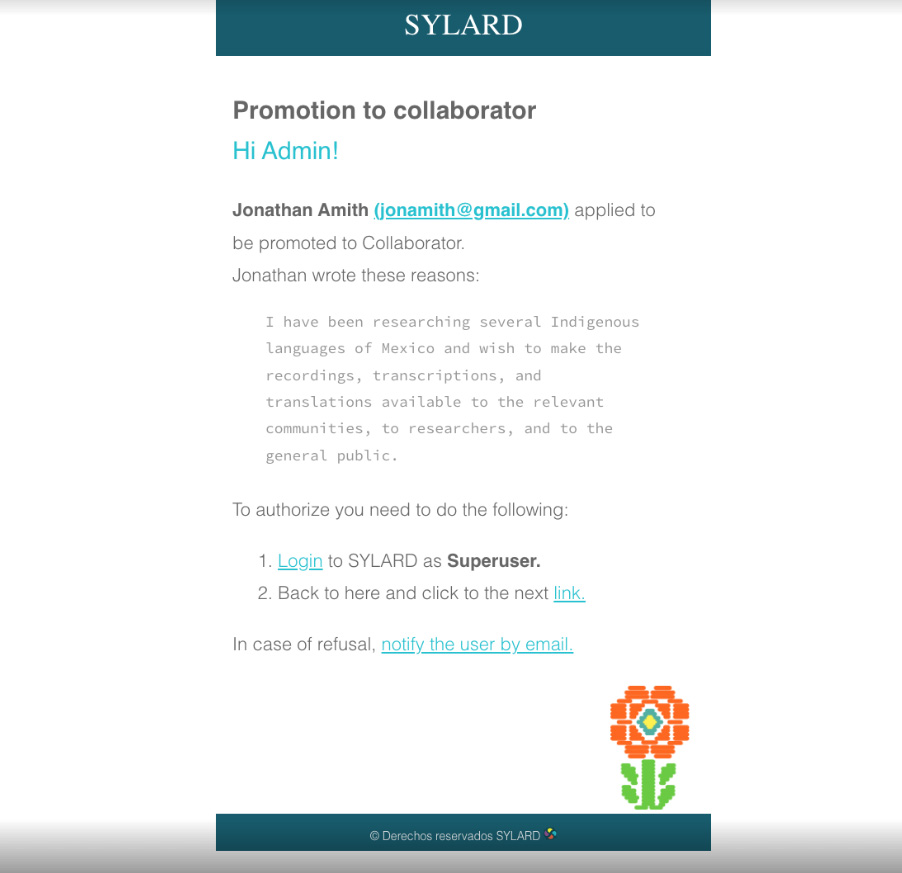 SYLARD
Promotion to collaborator
Hi Admin!
Jonathan Amith (jonamith@gmail.com) applied to
be promoted to Collaborator.
Jonathan wrote these reasons:
I have been researching several Indigenous
languages of Mexico and wish to make the
recordings, transcriptions, and
translations available to the relevant
communities, to researchers, and to the
general public.
To authorize you need to do the following:
1. Login to SYLARD as Superuser.
2. Back to here and click to the next link.
In case of refusal, notify the user by email.
© Derechos reservados SYLARD